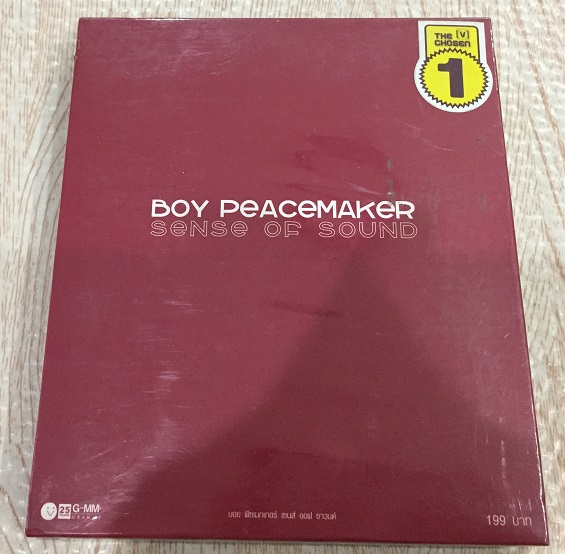 THE [V]
CHOSEN
1
BOY PEACEMAKER
SENSE OF SOUND
25 G-MM
GRAMMY
บอย พีซเมกเกอร์ เซนส์ ออฟ ซาวนด์
199 บาท